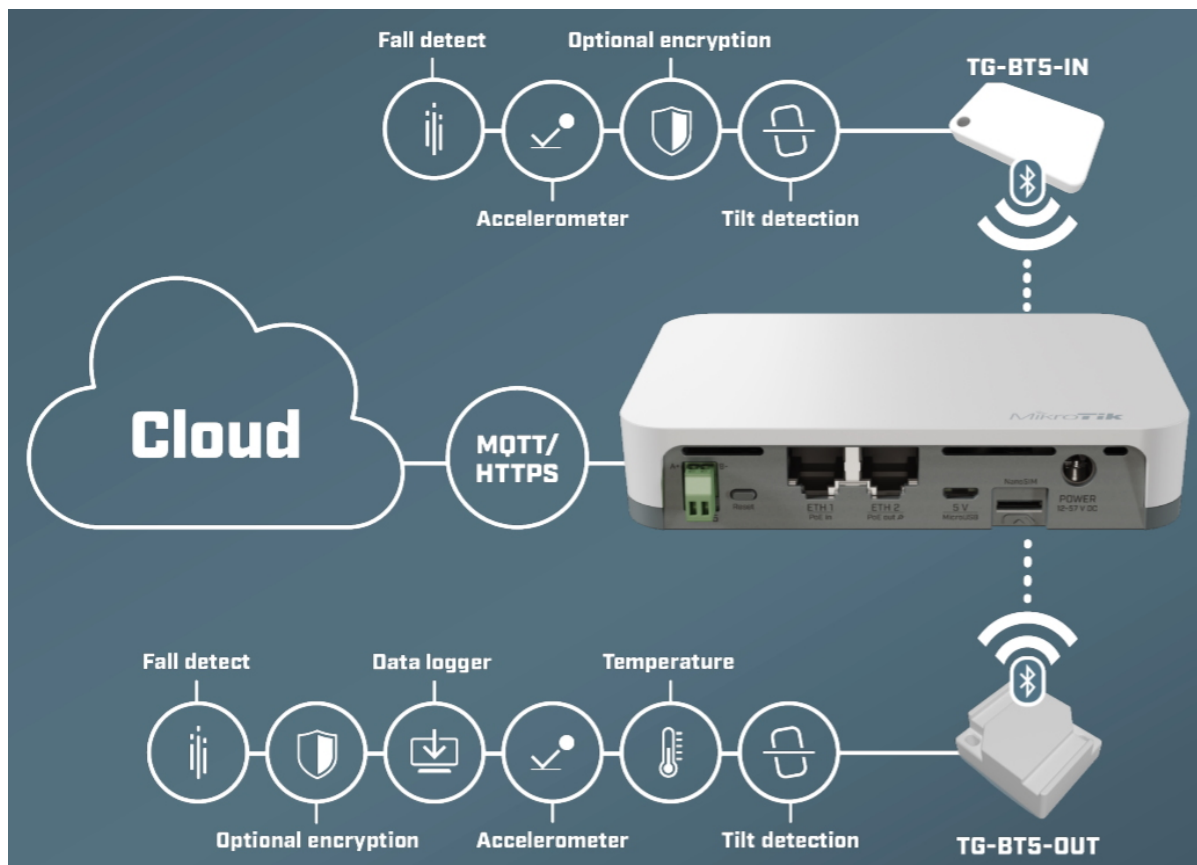 Fall detect
Optional encryption
TG-BT5-IN
Accelerometer
Tilt detection
Cloud
MQTT/
HTTPS
MikroTik
A+
B-
Reset
ETH 1
PoE in
ETH 2
PoE out
5 V
MicroUSB
NanoSIM
POWER
12-57 V DC
Fall detect
Data logger
Temperature
Optional encryption
Accelerometer
Tilt detection
TG-BT5-OUT